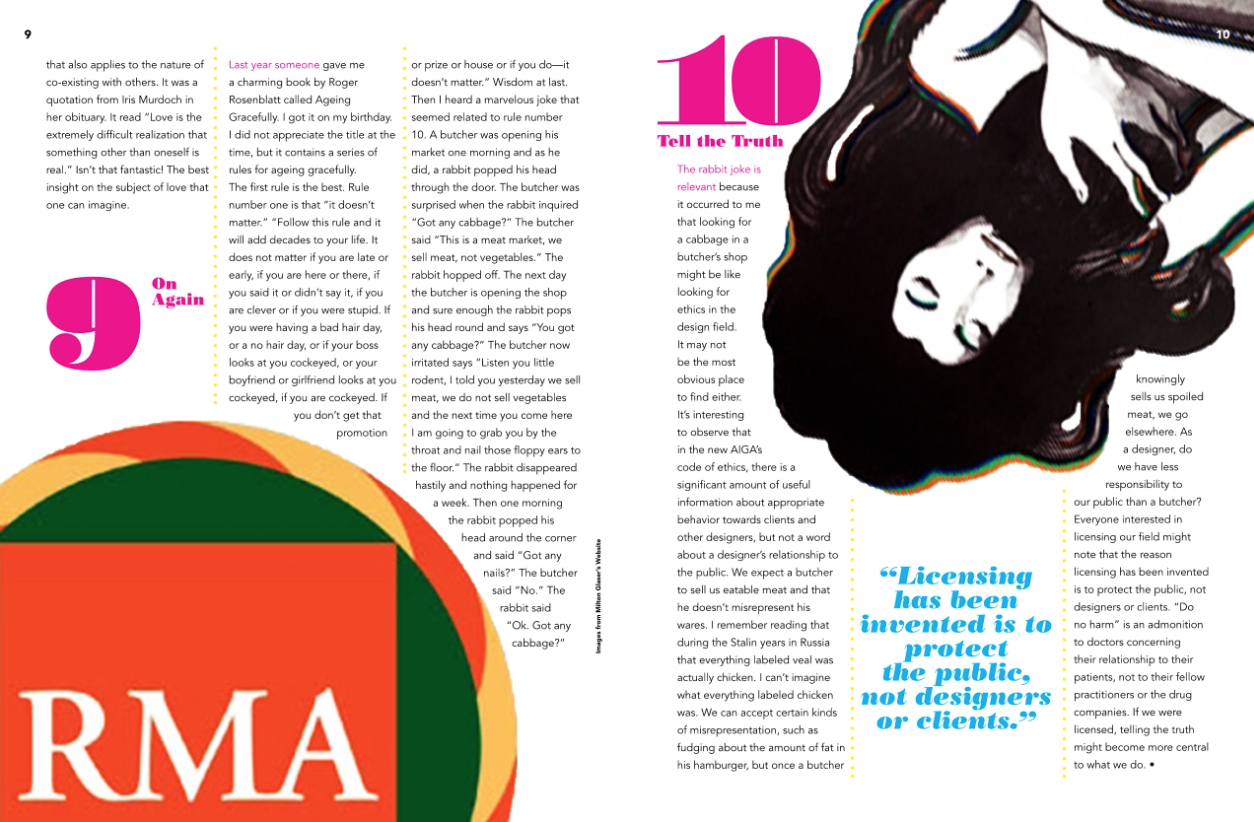 9
that also applies to the nature of
co-existing with others. It was a
quotation from Iris Murdoch in
her obituary. It read “Love is the
extremely difficult realization that
something other than oneself is
real.” Isn’t that fantastic! The best
insight on the subject of love that
one can imagine.
9
On
Again
Last year someone gave me
a charming book by Roger
Rosenblatt called Ageing
Gracefully. I got it on my birthday.
I did not appreciate the title at the
time, but it contains a series of
rules for ageing gracefully.
The first rule is the best. Rule
number one is that “it doesn’t
matter.” “Follow this rule and it
will add decades to your life. It
does not matter if you are late or
early, if you are here or there, if
you said it or didn’t say it, if you
are clever or if you were stupid. If
you were having a bad hair day,
or a no hair day, or if your boss
looks at you cockeyed, or your
boyfriend or girlfriend looks at you
cockeyed, if you are cockeyed. If
you don’t get that
promotion
or prize or house or if you do—it
doesn’t matter.” Wisdom at last.
Then I heard a marvelous joke that
seemed related to rule number
10. A butcher was opening his
market one morning and as he
did, a rabbit popped his head
through the door. The butcher was
surprised when the rabbit inquired
“Got any cabbage?” The butcher
said “This is a meat market, we
sell meat, not vegetables.” The
rabbit hopped off. The next day
the butcher is opening the shop
and sure enough the rabbit pops
his head round and says “You got
any cabbage?” The butcher now
irritated says “Listen you little
rodent, I told you yesterday we sell
meat, we do not sell vegetables
and the next time you come here
I am going to grab you by the
throat and nail those floppy ears to
the floor.” The rabbit disappeared
hastily and nothing happened for
a week. Then one morning
the rabbit popped his
head around the corner
and said “Got any
nails?” The butcher
said “No.” The
rabbit said
“Ok. Got any
cabbage?”
RMA
Images from Milton Glaser’s Website
10
10
Tell the Truth
The rabbit joke is
relevant because
it occurred to me
that looking for
a cabbage in a
butcher’s shop
might be like
looking for
ethics in the
design field.
It may not
be the most
obvious place
to find either.
It’s interesting
to observe that
in the new AIGA’s
code of ethics, there is a
significant amount of useful
information about appropriate
behavior towards clients and
other designers, but not a word
about a designer’s relationship to
the public. We expect a butcher
to sell us eatable meat and that
he doesn’t misrepresent his
wares. I remember reading that
during the Stalin years in Russia
that everything labeled veal was
actually chicken. I can’t imagine
what everything labeled chicken
was. We can accept certain kinds
of misrepresentation, such as
fudging about the amount of fat in
his hamburger, but once a butcher
“Licensing
has been
invented is to
protect
the public,
not designers
or clients.”
knowingly
sells us spoiled
meat, we go
elsewhere. As
a designer, do
we have less
responsibility to
our public than a butcher?
Everyone interested in
licensing our field might
note that the reason
licensing has been invented
is to protect the public, not
designers or clients. “Do
no harm” is an admonition
to doctors concerning
their relationship to their
patients, not to their fellow
practitioners or the drug
companies. If we were
licensed, telling the truth
might become more central
to what we do. •